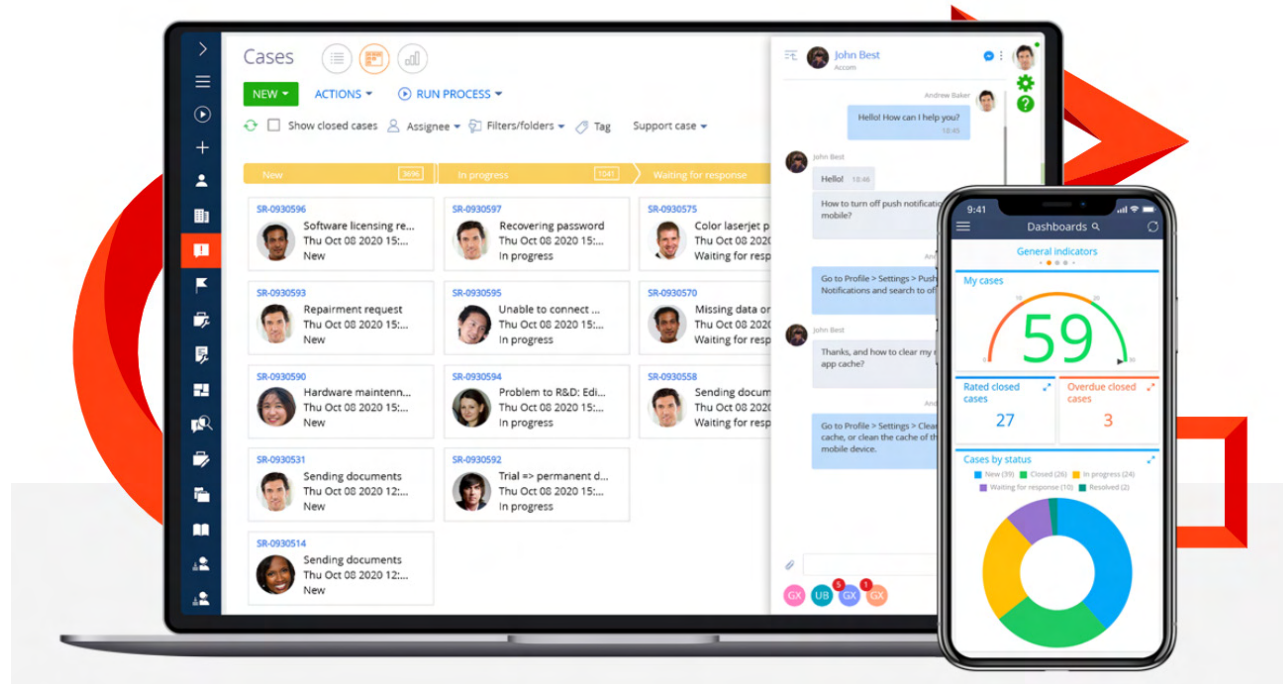 Cases
NEW
ACTIONS
RUN PROCESS
Show closed cases
Assignee
Filters/folders
Tag
Support case
New 3696
In progress 1041
Waiting for response
SR-0930596
Software licensing re...
Thu Oct 08 2020 15:...
New
SR-0930593
Repairment request
Thu Oct 08 2020 15:...
New
SR-0930590
Hardware maintenn...
Thu Oct 08 2020 15:...
New
SR-0930531
Sending documents
Thu Oct 08 2020 12:...
New
SR-0930514
Sending documents
Thu Oct 08 2020 12:...
New
SR-0930597
Recovering password
Thu Oct 08 2020 15:...
In progress
SR-0930595
Unable to connect ...
Thu Oct 08 2020 15:...
In progress
SR-0930594
Problem to R&D: Edi...
Thu Oct 08 2020 15:...
In progress
SR-0930592
Trial => permanent d...
Thu Oct 08 2020 15:...
In progress
SR-0930575
Color laserjet p
Thu Oct 08 2020
Waiting for resp
SR-0930570
Missing data or
Thu Oct 08 2020
Waiting for resp
SR-0930558
Sending docum
Thu Oct 08 2020
Waiting for resp
John Best
Accom
Andrew Baker
Hello! How can I help you?
18:45
John Best
Hello! 18:46
How to turn off push notificatio
mobile?
An
Go to Profile > Settings > Push
Notifications and search to of
John Best
Thanks, and how to clear my
app cache?
An
Go to Profile > Settings > Clear
cache, or clean the cache of th
mobile device.
GX
UB
5
GX
1
GX
9:41
Dashboards
General indicators
My cases
0
10
20
59
Rated closed
cases
27
Overdue closed
cases
3
Cases by status
New (39) Closed (26) In progress (24)
Waiting for response (10) Resolved (2)